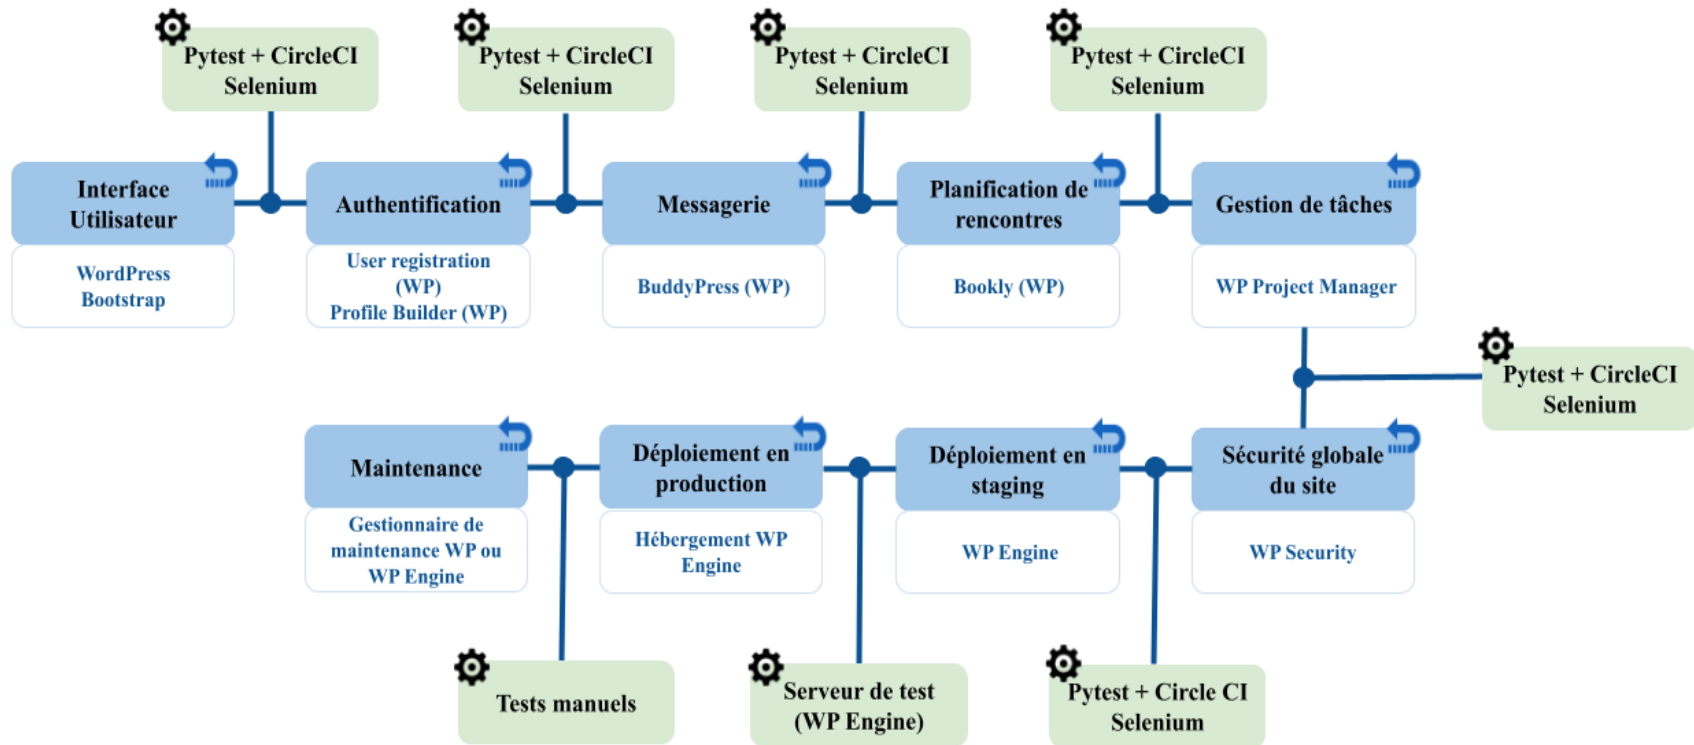 Pytest + CircleCI
Selenium
Pytest + CircleCI
Selenium
Pytest + CircleCI
Selenium
Pytest + CircleCI
Selenium
Interface
Utilisateur
WordPress
Bootstrap
Authentification
User registration
(WP)
Profile Builder (WP)
Messagerie
BuddyPress (WP)
Planification de
rencontres
Bookly (WP)
Gestion de tâches
WP Project Manager
Pytest + CircleCI
Selenium
Maintenance
Gestionnaire de
maintenance WP ou
WP Engine
Déploiement en
production
Hébergement WP
Engine
Déploiement en
staging
WP Engine
Sécurité globale
du site
WP Security
Tests manuels
Serveur de test
(WP Engine)
Pytest + Circle CI
Selenium